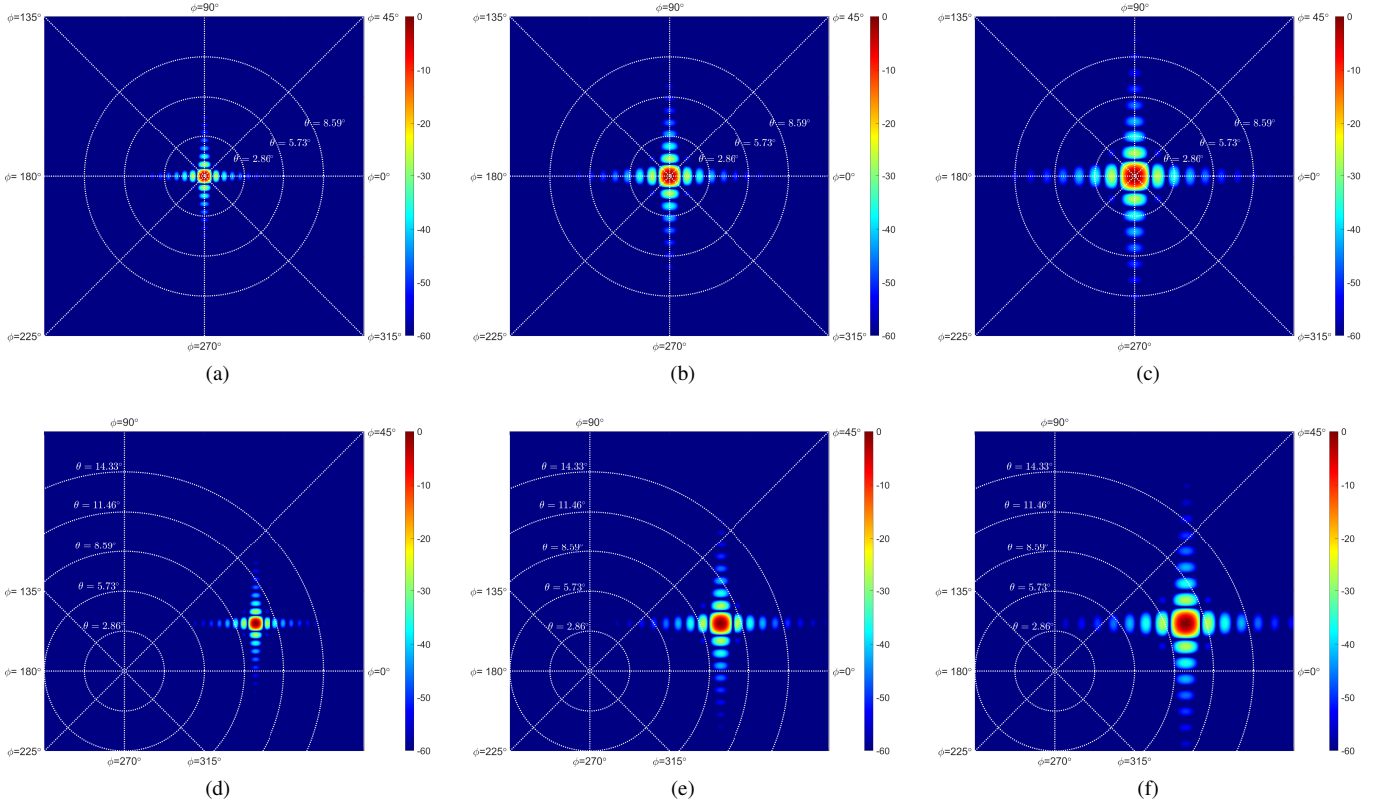 ϕ=135° ϕ=90° ϕ= 45° 0
-10
θ = 8.59°
-20
θ = 5.73°
θ = 2.86°
ϕ= 180° ϕ=0° -30
-40
-50
ϕ=225° ϕ=270° ϕ=315° -60
(a)
ϕ=135° ϕ=90° ϕ= 45° 0
-10
θ = 8.59°
-20
θ = 5.73°
θ = 2.86°
ϕ= 180° ϕ=0° -30
-40
-50
ϕ=225° ϕ=270° ϕ=315° -60
(b)
ϕ=135° ϕ=90° ϕ= 45° 0
-10
θ = 8.59°
-20
θ = 5.73°
θ = 2.86°
ϕ= 180° ϕ=0° -30
-40
-50
ϕ=225° ϕ=270° ϕ=315° -60
(c)
ϕ=90° ϕ=45° 0
θ = 14.33°
-10
θ = 11.46°
-20
θ = 8.59°
ϕ= 135° θ = 5.73° -30
θ = 2.86°
-40
ϕ= 180° ϕ=0°
-50
ϕ=225° ϕ=270° ϕ=315° -60
(d)
ϕ=90° ϕ=45° 0
θ = 14.33°
-10
θ = 11.46°
-20
θ = 8.59°
ϕ= 135° θ = 5.73° -30
θ = 2.86°
-40
ϕ= 180° ϕ=0°
-50
ϕ=225° ϕ=270° ϕ=315° -60
(e)
ϕ=90° ϕ=45° 0
θ = 14.33°
-10
θ = 11.46°
-20
θ = 8.59°
ϕ= 135° θ = 5.73° -30
θ = 2.86°
-40
ϕ= 180° ϕ=0°
-50
ϕ=225° ϕ=270° ϕ=315° -60
(f)